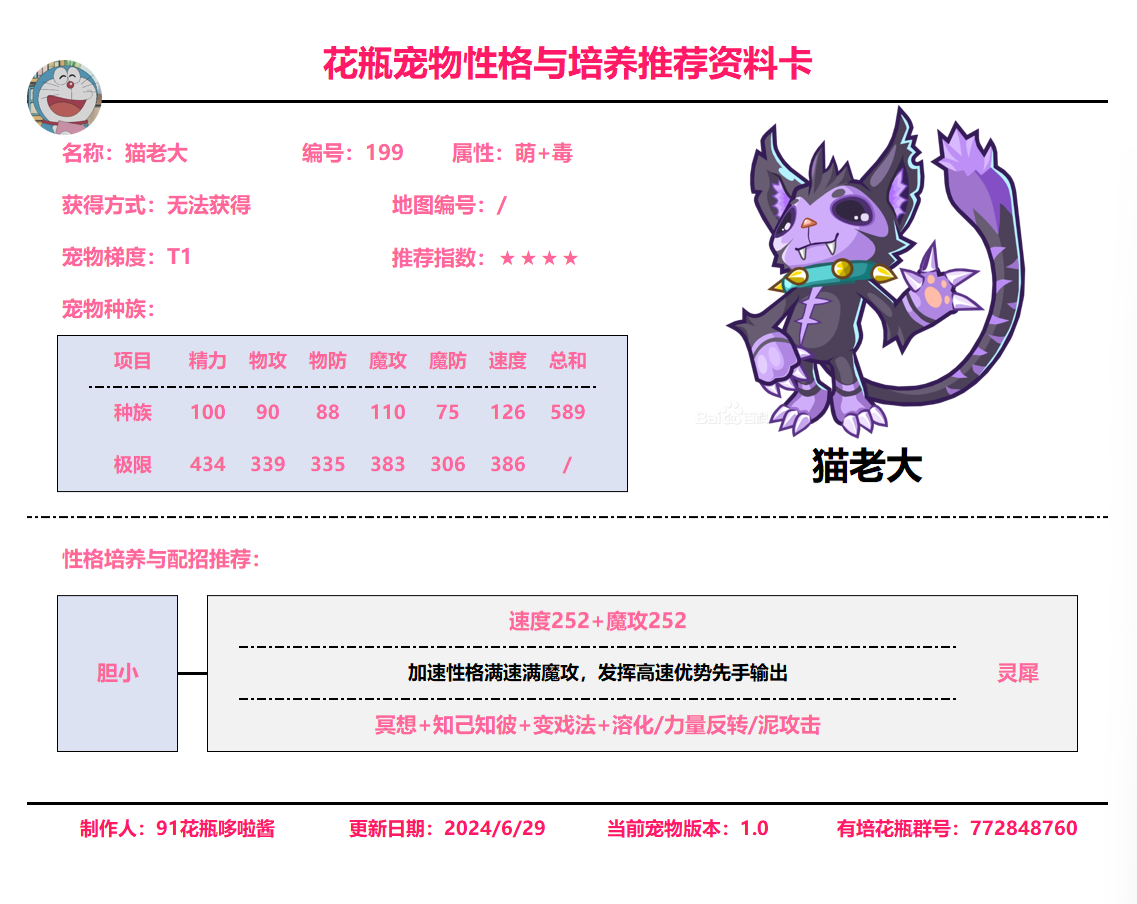 花瓶宠物性格与培养推荐资料卡
名称：猫老大 编号：199 属性：萌+毒
获得方式：无法获得 地图编号：/
宠物梯度：T1 推荐指数：★★★★
宠物种族：
项目 精力 物攻 物防 魔攻 魔防 速度 总和
种族 100 90 88 110 75 126 589
极限 434 339 335 383 306 386 /
Baidu百科
猫老大
性格培养与配招推荐：
速度252+魔攻252
胆小 加速性格满速满魔攻，发挥高速优势先手输出 灵犀
冥想+知己知彼+变戏法+溶化/力量反转/泥攻击
制作人：91花瓶哆啦酱 更新日期：2024/6/29 当前宠物版本：1.0 有培花瓶群号：772848760